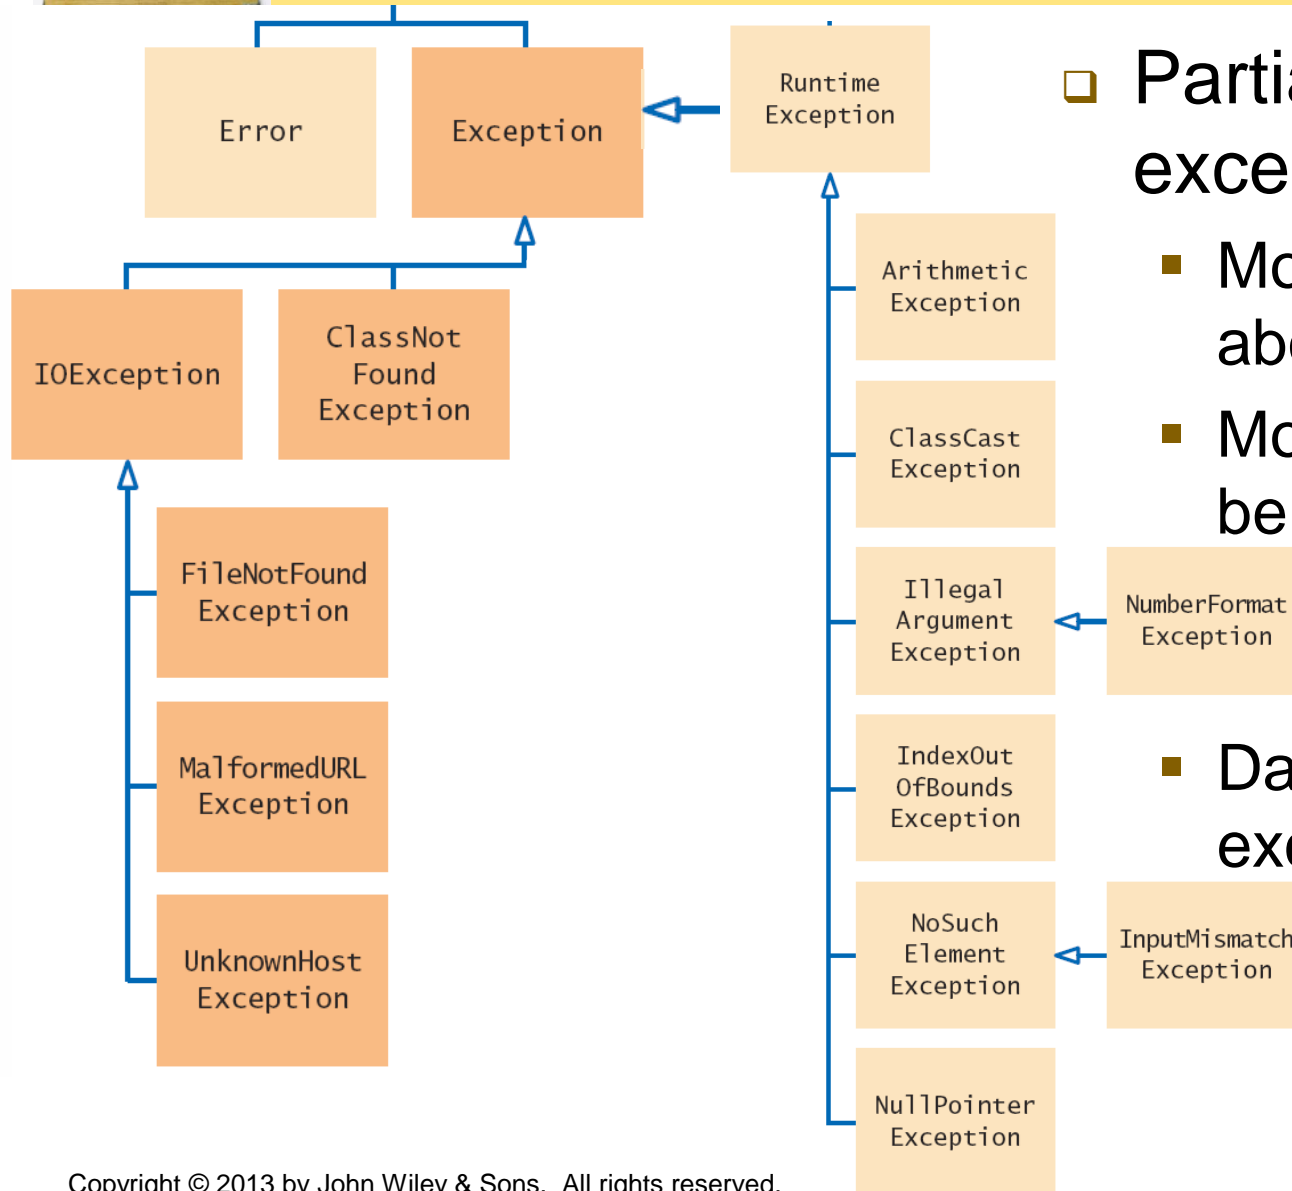 Error
Exception
Runtime
Exception
IOException
ClassNot
Found
Exception
FileNotFound
Exception
MalformedURL
Exception
UnknownHost
Exception
Arithmetic
Exception
ClassCast
Exception
Illegal
Argument
Exception
NumberFormat
Exception
IndexOut
OfBounds
Exception
NoSuch
Element
Exception
InputMismatch
Exception
NullPointer
Exception
be
Copyright © 2013 by John Wiley & Sons. All rights reserved.